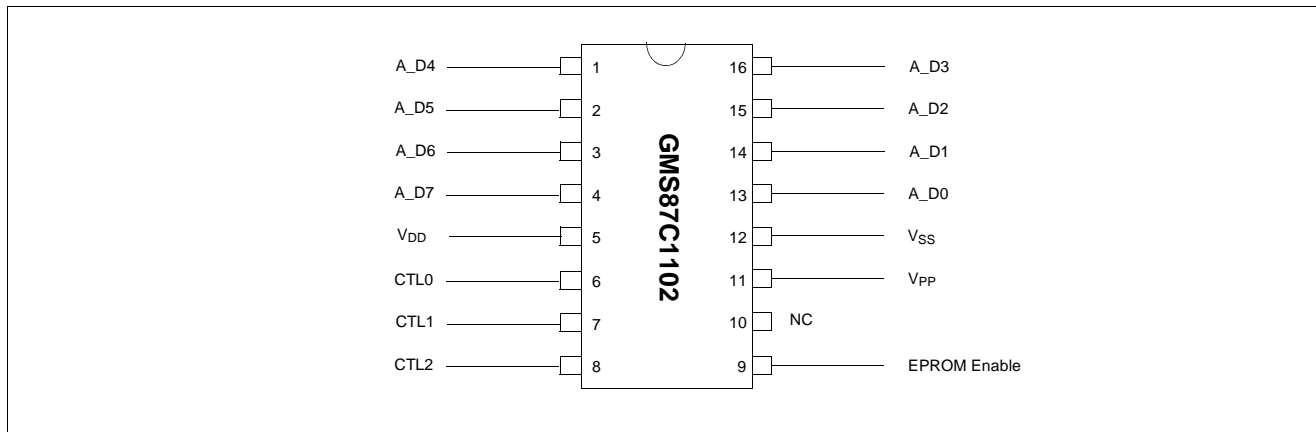 A_D4 1 16 A_D3
A_D5 2 15 A_D2
A_D6 3 14 A_D1
A_D7 4 13 A_D0
VDD 5 12 VSS
CTL0 6 11 VPP
CTL1 7 10 NC
CTL2 8 9 EPROM Enable
GMS87C1102